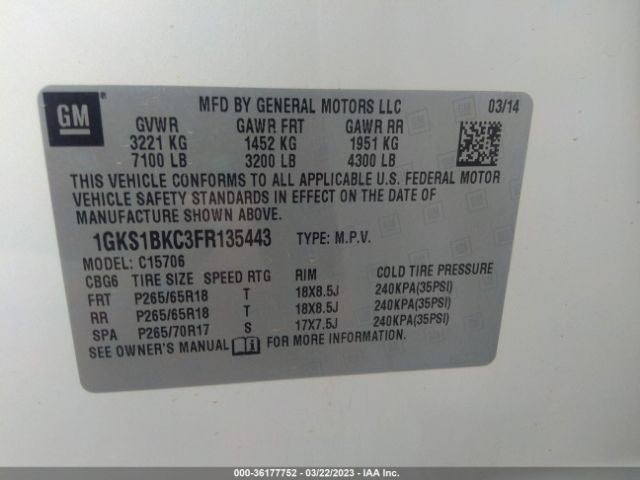 GM
MFD BY GENERAL MOTORS LLC 03/14
GVWR GAWR FRT GAWR RR
3221 KG 1452 KG 1951 KG
7100 LB 3200 LB 4300 LB
THIS VEHICLE CONFORMS TO ALL APPLICABLE U.S. FEDERAL MOTOR
VEHICLE SAFETY STANDARDS IN EFFECT ON THE DATE OF
MANUFACTURE SHOWN ABOVE.
1GKS1BKC3FR135443 TYPE: M.P.V.
MODEL: C15706
CBG6 TIRE SIZE SPEED RTG RIM COLD TIRE PRESSURE
FRT P265/65R18 T 18X8.5J 240KPA(35PSI)
RR P265/65R18 T 18X8.5J 240KPA(35PSI)
SPA P265/70R17 S 17X7.5J 240KPA(35PSI)
SEE OWNER'S MANUAL FOR MORE INFORMATION.
000-36177752 - 03/22/2023 - IAA Inc.